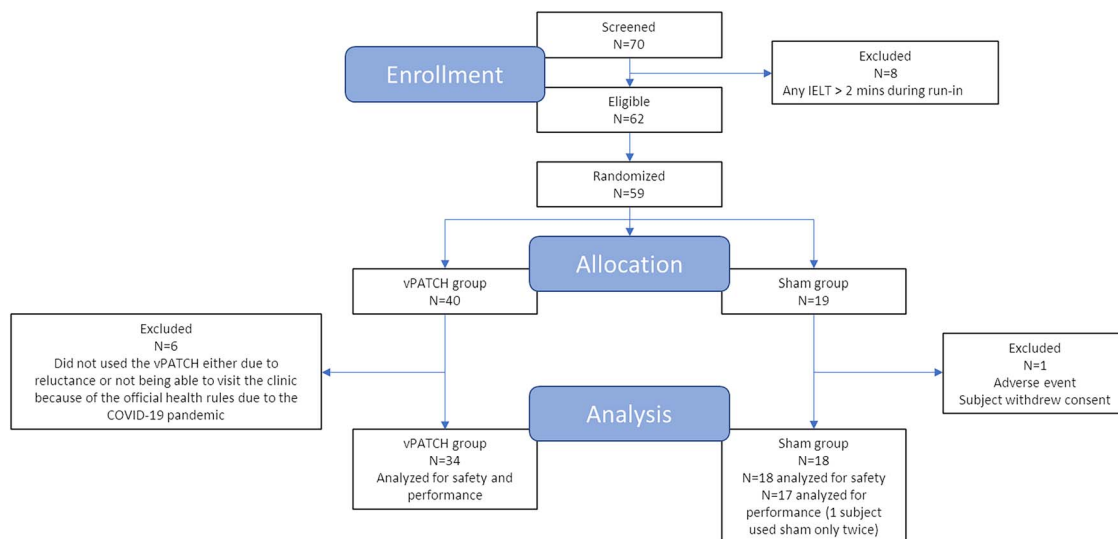 Screened
N=70
Enrollment
Excluded
N=8
Any IELT > 2 mins during run-in
Eligible
N=62
Randomized
N=59
Allocation
vPATCH group
N=40
Sham group
N=19
Excluded
N=6
Did not used the vPATCH either due to
reluctance or not being able to visit the clinic
because of the official health rules due to the
COVID-19 pandemic
Excluded
N=1
Adverse event
Subject withdrew consent
Analysis
vPATCH group
N=34
Analyzed for safety and
performance
Sham group
N=18
N=18 analyzed for safety
N=17 analyzed for
performance (1 subject
used sham only twice)